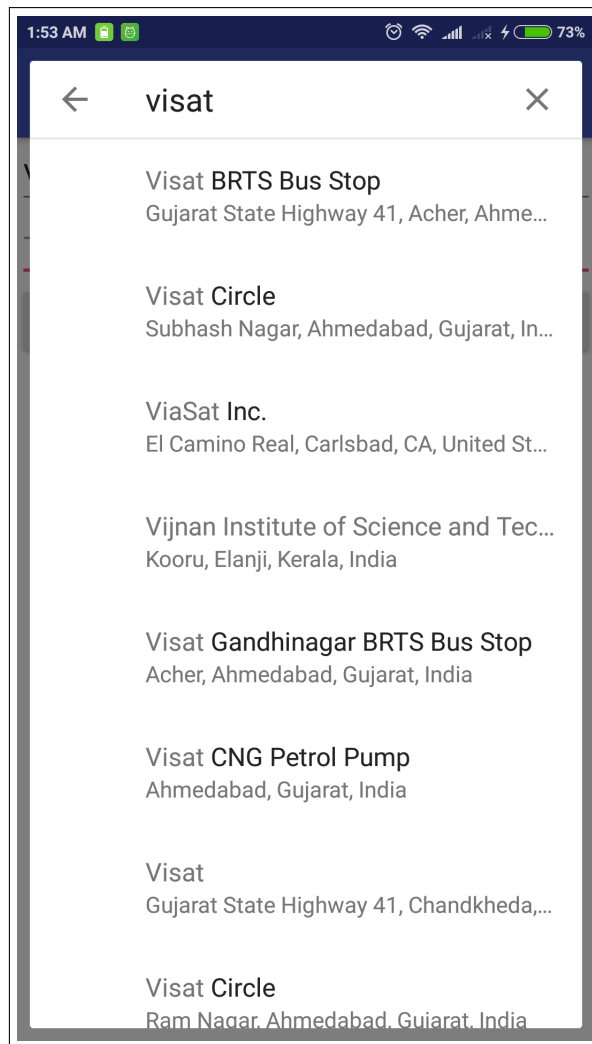 1:53 AM 73%
visat
Visat BRTS Bus Stop
Gujarat State Highway 41, Acher, Ahme...
Visat Circle
Subhash Nagar, Ahmedabad, Gujarat, In...
ViaSat Inc.
El Camino Real, Carlsbad, CA, United St...
Vijnan Institute of Science and Tec...
Kooru, Elanji, Kerala, India
Visat Gandhinagar BRTS Bus Stop
Acher, Ahmedabad, Gujarat, India
Visat CNG Petrol Pump
Ahmedabad, Gujarat, India
Visat
Gujarat State Highway 41, Chandkheda,...
Visat Circle
Ram Nagar, Ahmedabad, Gujarat, India